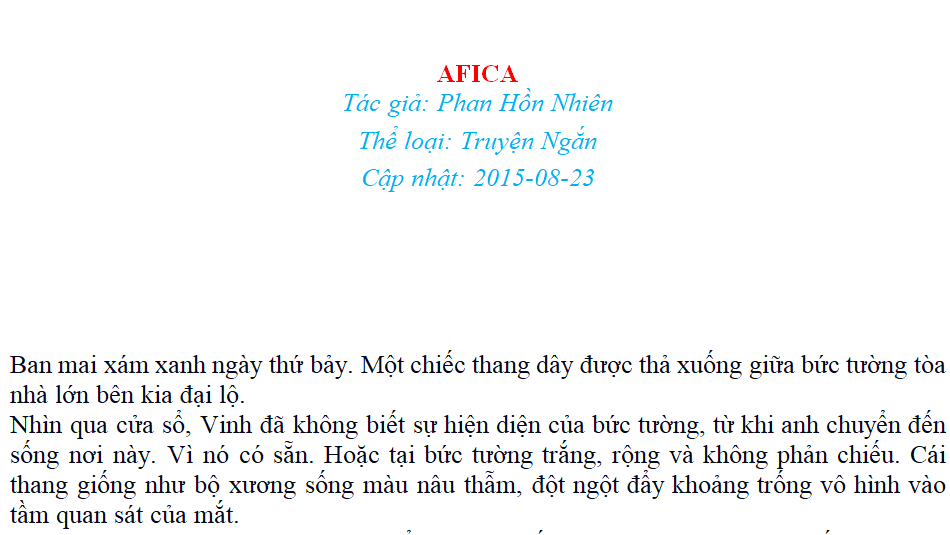 AFICA
Tác giả: Phan Hồn Nhiên
Thể loại: Truyện Ngắn
Cập nhật: 2015-08-23
Ban mai xám xanh ngày thứ bảy. Một chiếc thang dây được thả xuống giữa bức tường tòa
nhà lớn bên kia đại lộ.
Nhìn qua cửa sổ, Vinh đã không biết sự hiện diện của bức tường, từ khi anh chuyển đến
sống nơi này. Vì nó có sẵn. Hoặc tại bức tường trắng, rộng và không phản chiếu. Cái
thang giống như bộ xương sống màu nâu thẫm, đột ngột đẩy khoảng trống vô hình vào
tầm quan sát của mắt.